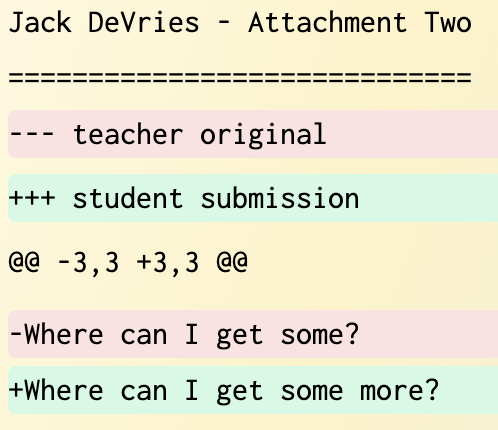 Jack DeVries - Attachment Two
=============================
--- teacher original
+++ student submission
@@ -3,3 +3,3 @@
-Where can I get some?
+Where can I get some more?